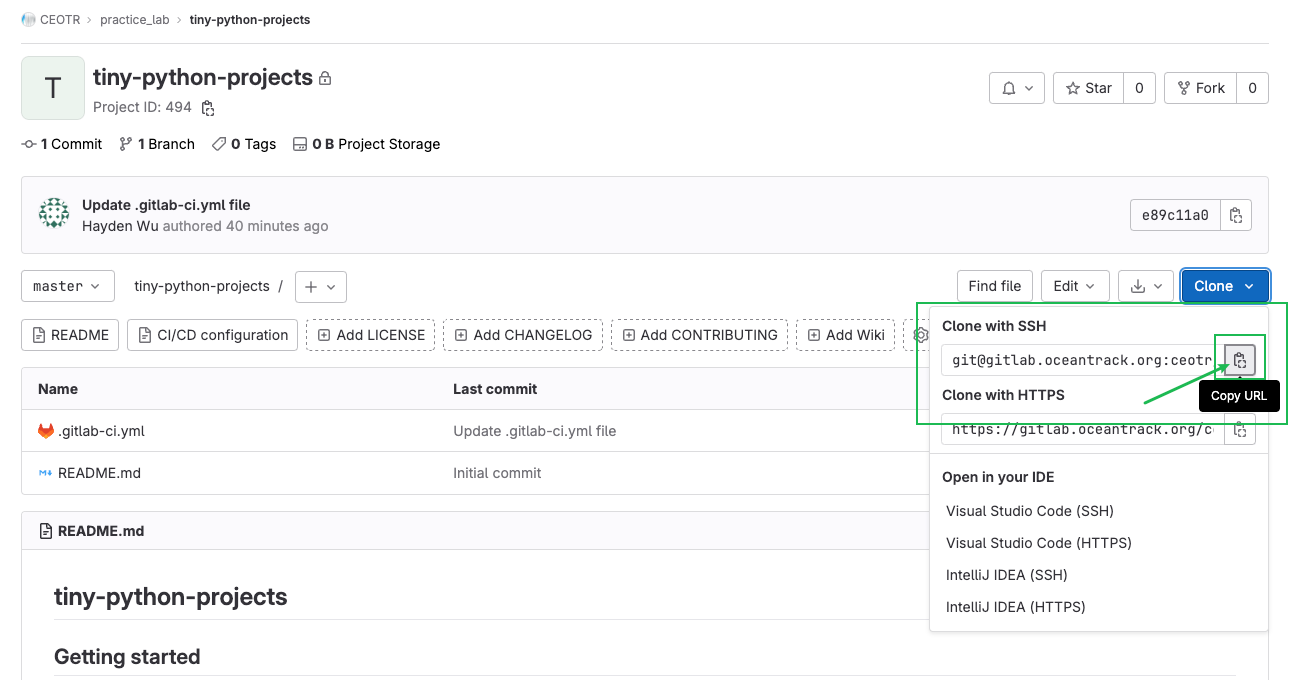 CEOTR › practice_lab › tiny-python-projects
T
tiny-python-projects
Project ID: 494
Star 0
Fork 0
1 Commit 1 Branch 0 Tags 0 B Project Storage
Update .gitlab-ci.yml file
Hayden Wu authored 40 minutes ago
e89c11a0
master
tiny-python-projects /
Find file
Edit
Clone
README
CI/CD configuration
Add LICENSE
Add CHANGELOG
Add CONTRIBUTING
Add Wiki
Clone with SSH
git@gitlab.oceantrack.org:ceotr
Clone with HTTPS
Copy URL
https://gitlab.oceantrack.org/c
Open in your IDE
Visual Studio Code (SSH)
Visual Studio Code (HTTPS)
IntelliJ IDEA (SSH)
IntelliJ IDEA (HTTPS)
Name Last commit
.gitlab-ci.yml Update .gitlab-ci.yml file
README.md Initial commit
README.md
tiny-python-projects
Getting started